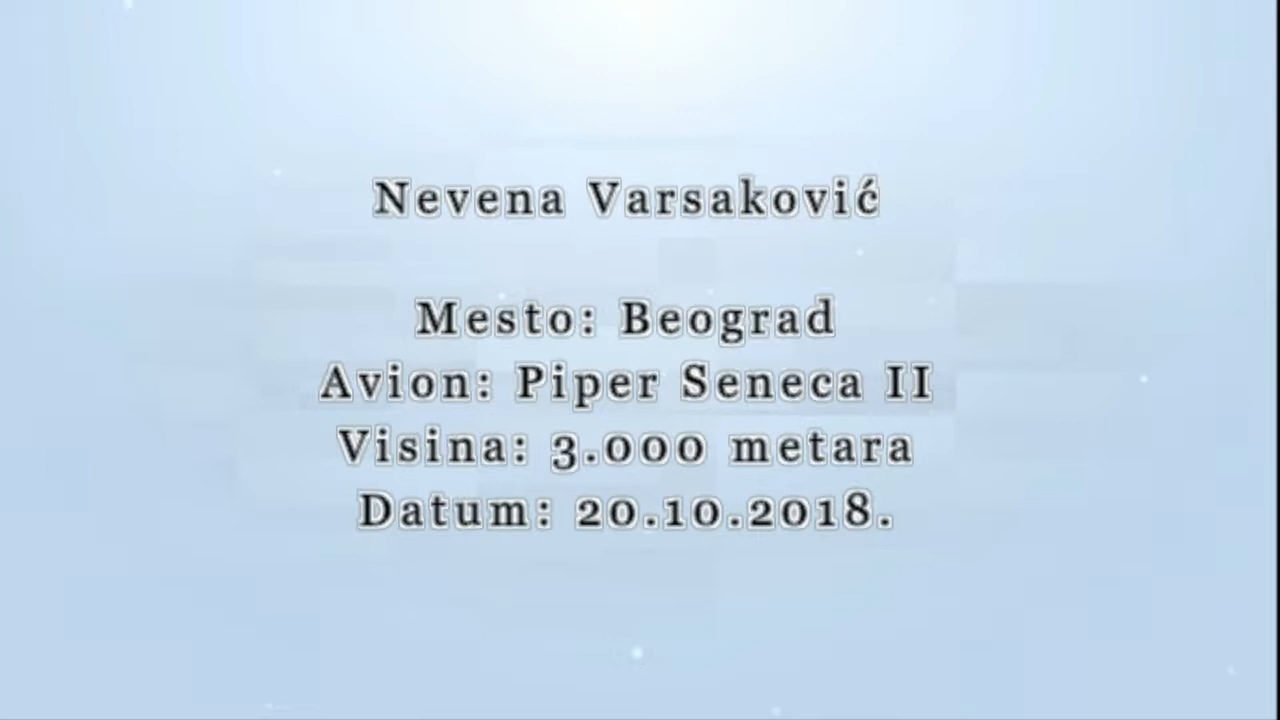 Nevena Varsaković
Mesto: Beograd
Avion: Piper Seneca II
Visina: 3.000 metara
Datum: 20.10.2018.